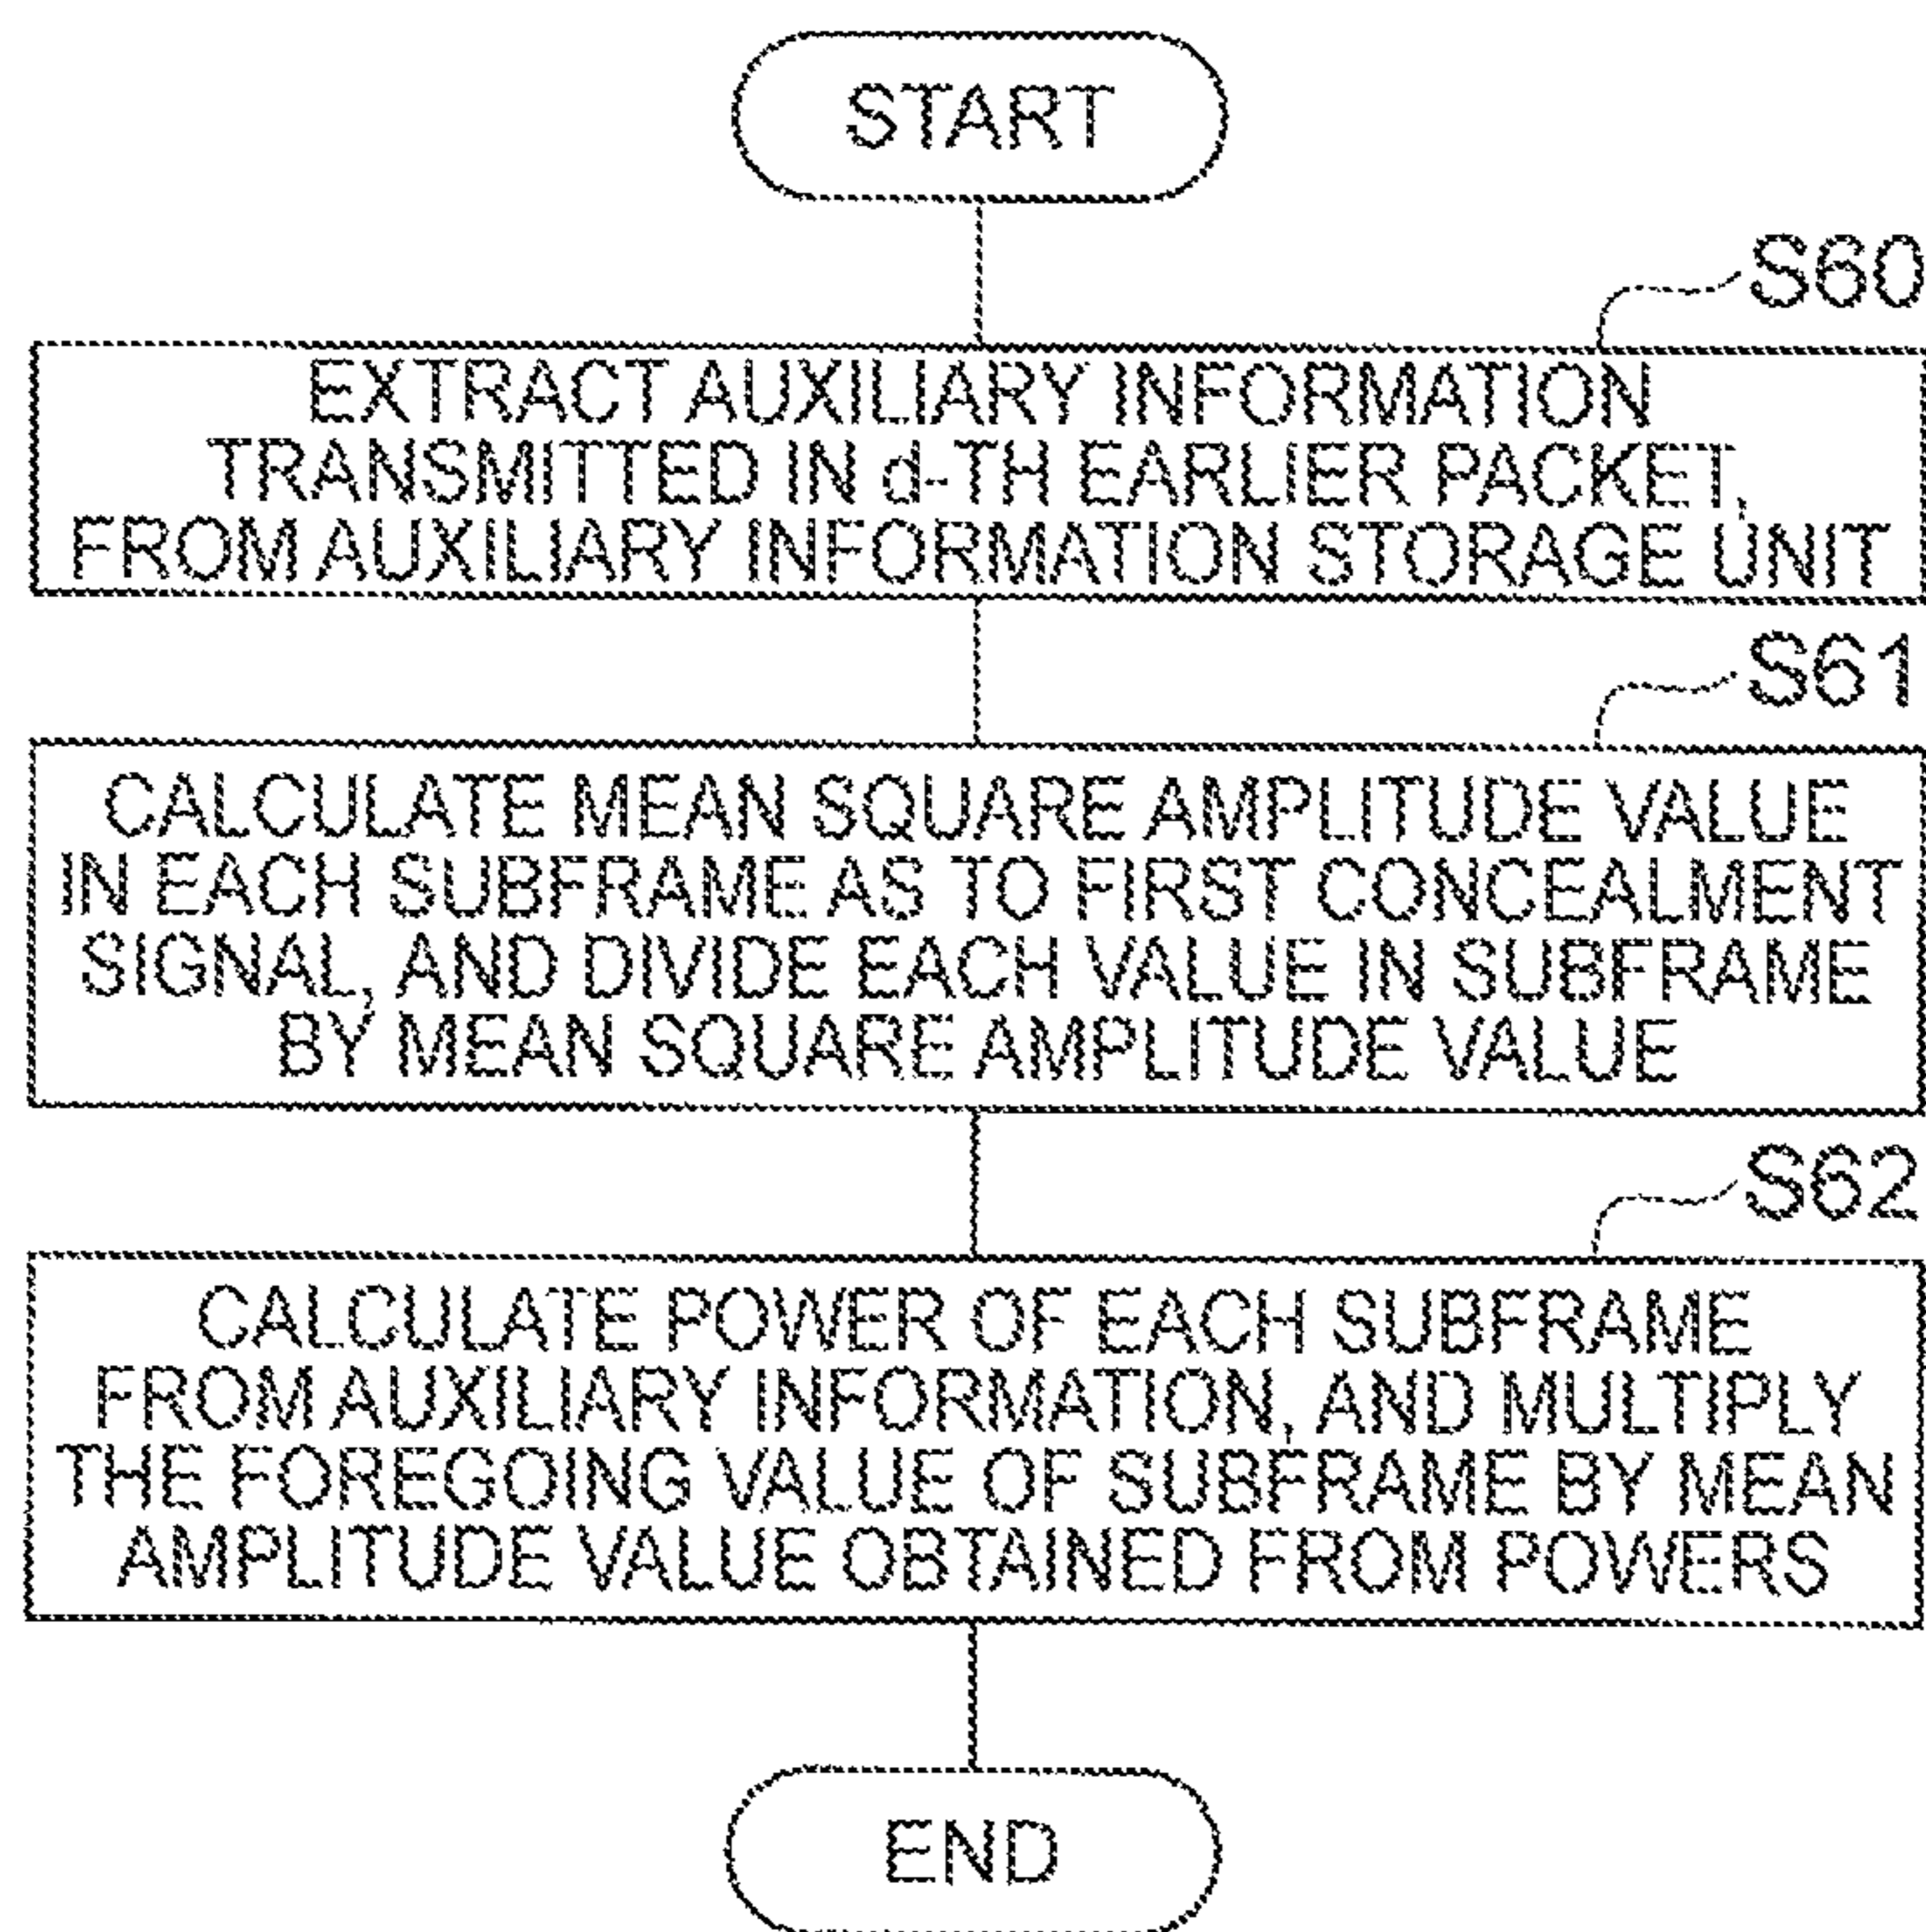 START
S60
EXTRACT AUXILIARY INFORMATION
TRANSMITTED IN d-TH EARLIER PACKET,
FROM AUXILIARY INFORMATION STORAGE UNIT
S61
CALCULATE MEAN SQUARE AMPLITUDE VALUE
IN EACH SUBFRAME AS TO FIRST CONCEALMENT
SIGNAL, AND DIVIDE EACH VALUE IN SUBFRAME
BY MEAN SQUARE AMPLITUDE VALUE
S62
CALCULATE POWER OF EACH SUBFRAME
FROM AUXILIARY INFORMATION, AND MULTIPLY
THE FOREGOING VALUE OF SUBFRAME BY MEAN
AMPLITUDE VALUE OBTAINED FROM POWERS
END